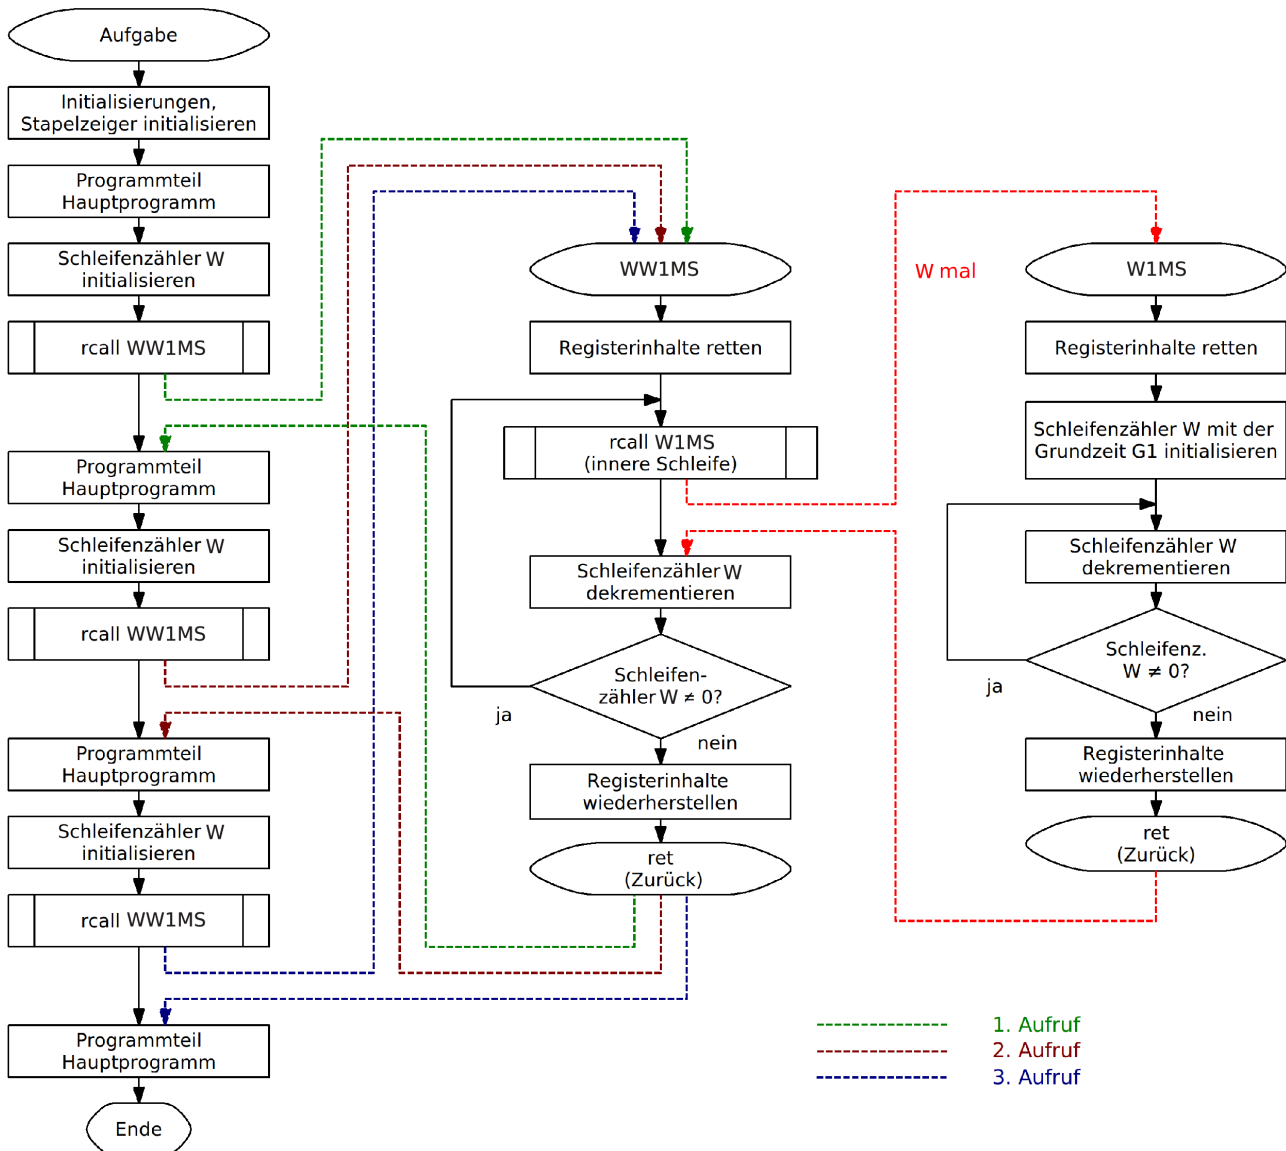 Aufgabe
Initialisierungen,
Stapelzeiger initialisieren
Programmteil
Hauptprogramm
Schleifenzähler W
initialisieren
rcall WW1MS
Programmteil
Hauptprogramm
Schleifenzähler W
initialisieren
rcall WW1MS
Programmteil
Hauptprogramm
Schleifenzähler W
initialisieren
rcall WW1MS
Programmteil
Hauptprogramm
Ende
WW1MS
Registerinhalte retten
rcall W1MS
(innere Schleife)
Schleifenzähler W
dekrementieren
Schleifen-
zähler W ≠ 0?
ja
nein
Registerinhalte
wiederherstellen
ret
(Zurück)
W mal
W1MS
Registerinhalte retten
Schleifenzähler W mit der
Grundzeit G1 initialisieren
Schleifenzähler W
dekrementieren
Schleifenz.
W ≠ 0?
ja
nein
Registerinhalte
wiederherstellen
ret
(Zurück)
1. Aufruf
2. Aufruf
3. Aufruf